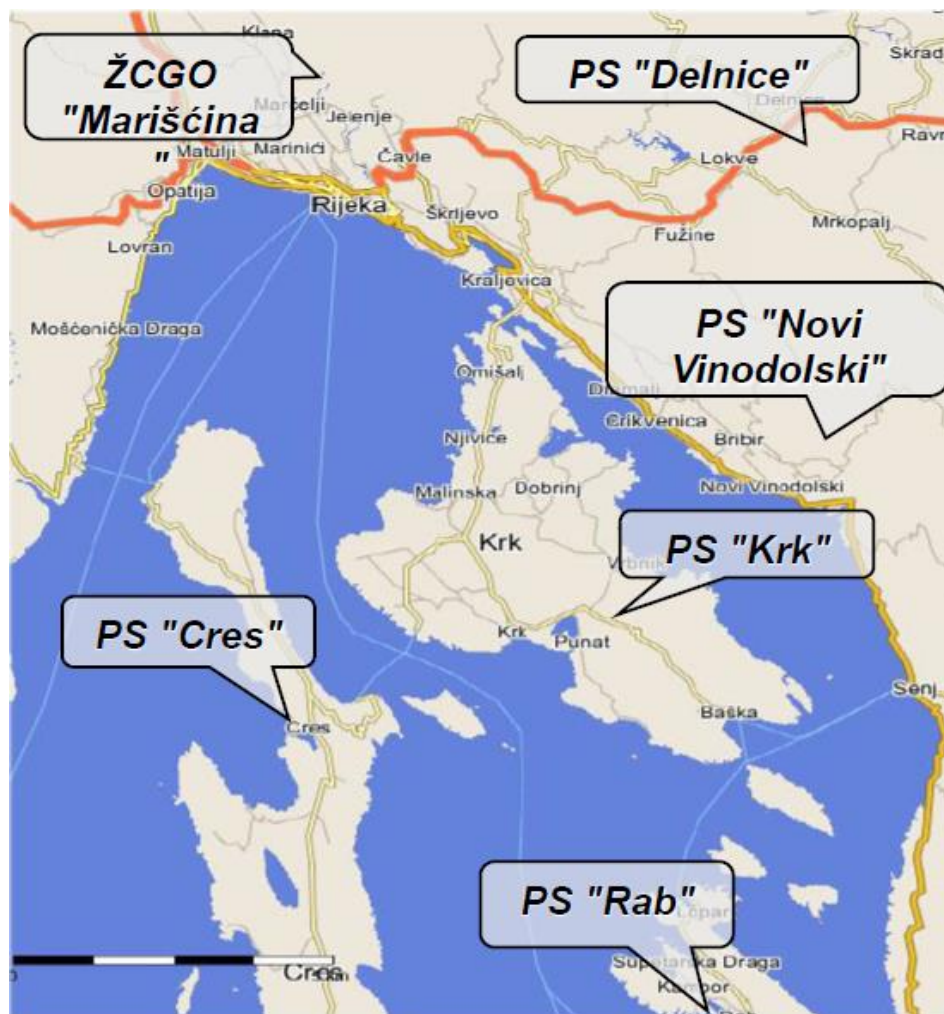 Klana
Skrad
ŽCGO
"Marišćina
"
PS "Delnice"
Delnice
Marčelji
Jelenje
Ravn
Matulji
Marinići
Čavle
Lokve
Opatija
Rijeka
Škrljevo
Mrkopalj
Lovran
Fužine
Kraljevica
PS "Novi
Vinodolski"
Mošćenička Draga
Omišalj
Dramalj
Crikvenica
Njivice
Bribir
Malinska
Dobrinj
Novi Vinodolski
Krk
PS "Krk"
Vrbnik
PS "Cres"
Krk
Punat
Senj
Cres
Baška
PS "Rab"
Lopar
Supetarska Draga
Cres
Kampor